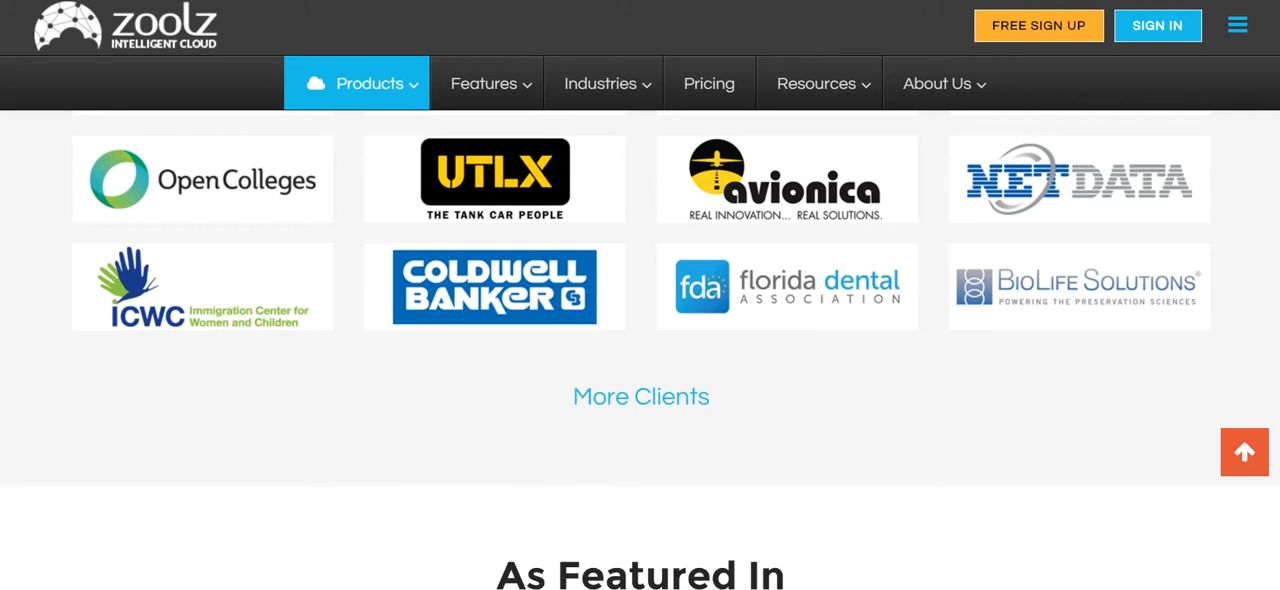 zoolz
INTELLIGENT CLOUD
FREE SIGN UP
SIGN IN
Products
Features
Industries
Pricing
Resources
About Us
Open Colleges
UTLX
THE TANK CAR PEOPLE
avionica
REAL INNOVATION... REAL SOLUTIONS.
NETDATA
ICWC Immigration Center for
Women and Children
COLDWELL
BANKER CB
fda florida dental
ASSOCIATION
BIOLIFE SOLUTIONS®
POWERING THE PRESERVATION SCIENCES
More Clients
As Featured In